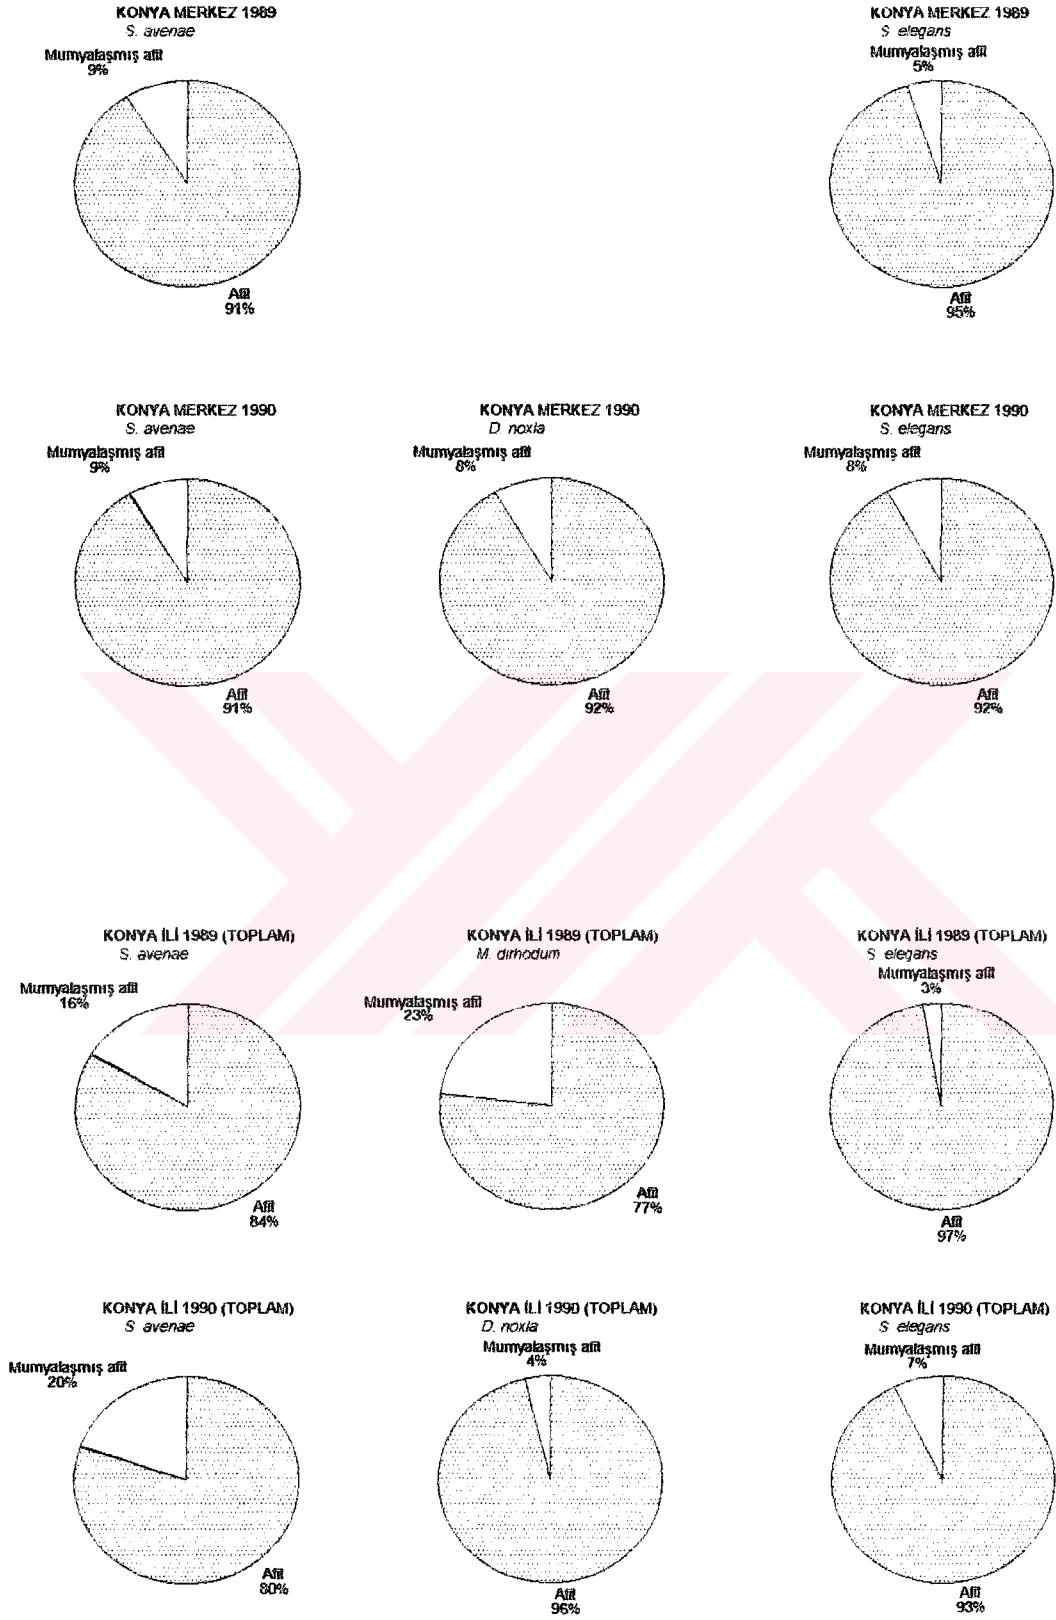 KONYA MERKEZ 1989
S. avenae
Mumyalaşmış afit
9%
Afit
91%
KONYA MERKEZ 1989
S elegans
Mumyalaşmış afit
5%
Afit
95%
KONYA MERKEZ 1990
S. avenae
Mumyalaşmış afit
9%
Afit
91%
KONYA MERKEZ 1990
D. noxia
Mumyalaşmış afit
8%
Afit
92%
KONYA MERKEZ 1990
S. elegans
Mumyalaşmış afit
8%
Afit
92%
KONYA İLİ 1989 (TOPLAM)
S. avenae
Mumyalaşmış afit
16%
Afit
84%
KONYA İLİ 1989 (TOPLAM)
M. dirhodum
Mumyalaşmış afit
23%
Afit
77%
KONYA İLİ 1989 (TOPLAM)
S elegans
Mumyalaşmış afit
3%
Afit
97%
KONYA İLİ 1990 (TOPLAM)
S avenae
Mumyalaşmış afit
20%
Afit
80%
KONYA İLİ 1990 (TOPLAM)
D. noxia
Mumyalaşmış afit
4%
Afit
96%
KONYA İLİ 1990 (TOPLAM)
S elegans
Mumyalaşmış afit
7%
Afit
93%